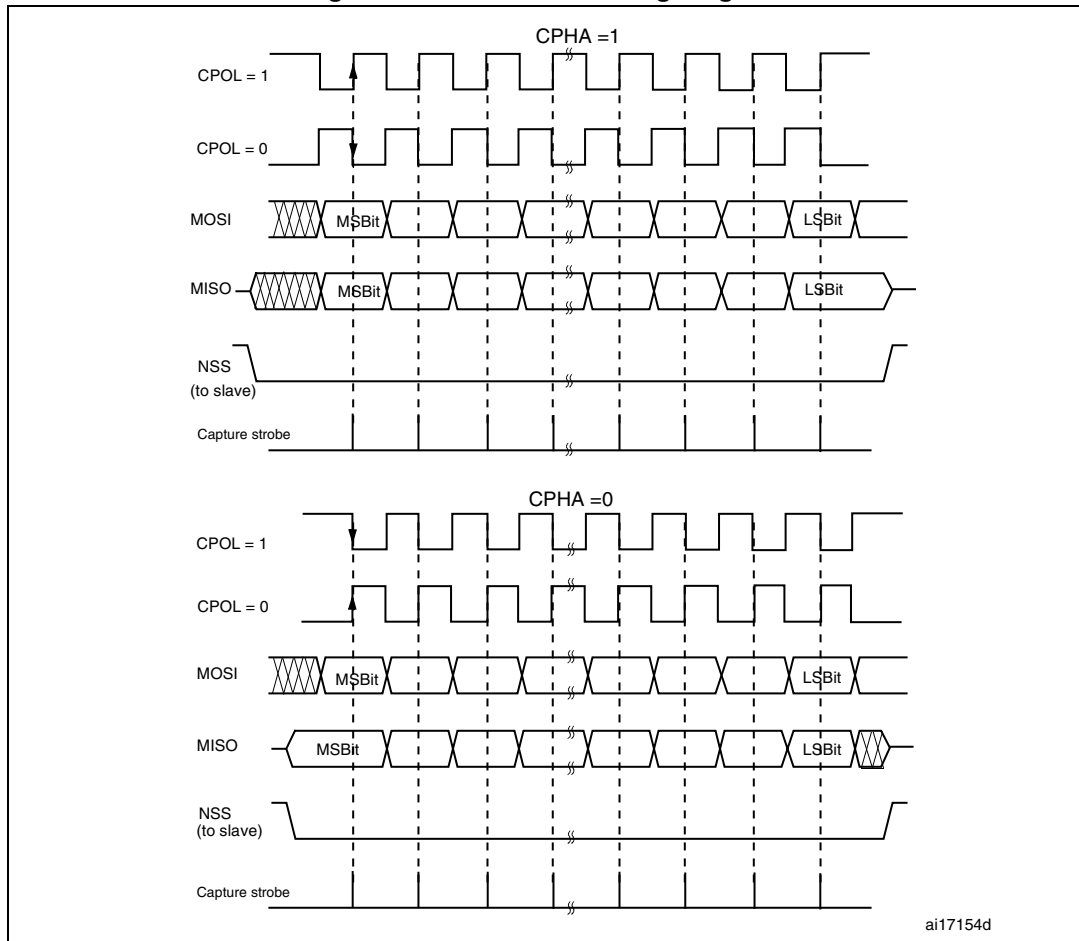 CPHA =1
CPOL = 1
CPOL = 0
MOSI
MSBit
LSBit
MISO
MSBit
LSBit
NSS
(to slave)
Capture strobe
CPHA =0
CPOL = 1
CPOL = 0
MOSI
MSBit
LSBit
MISO
MSBit
LSBit
NSS
(to slave)
Capture strobe
ai17154d